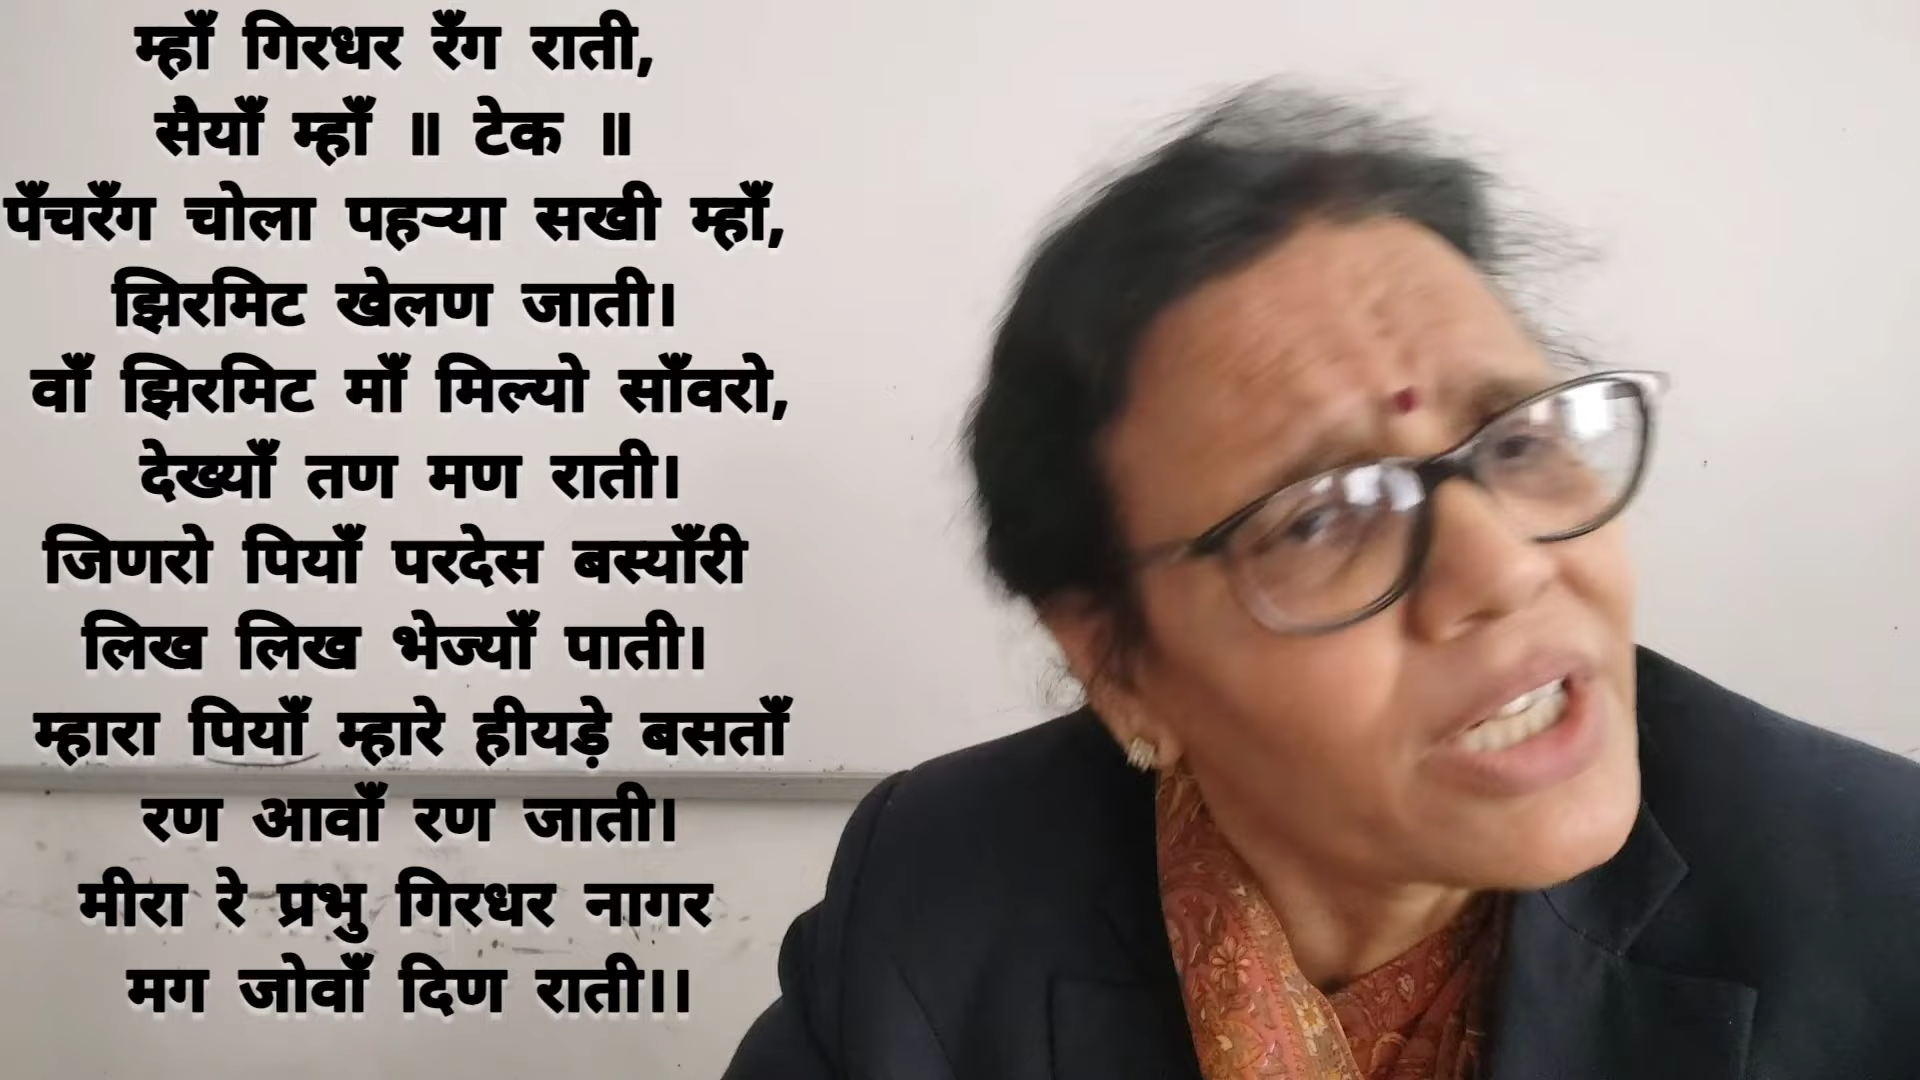 म्हाँ गिरधर रँग राती,
सैयाँ म्हाँ ॥ टेक ॥
पँचरँग चोला पहऱ्या सखी म्हाँ,
झिरमिट खेलण जाती।
वाँ झिरमिट माँ मिल्यो साँवरो,
देख्याँ तण मण राती।
जिणरो पियाँ परदेस बस्याँरी
लिख लिख भेज्याँ पाती।
म्हारा पियाँ म्हारे हीयड़े बसताँ
रण आवाँ रण जाती।
मीरा रे प्रभु गिरधर नागर
मग जोवाँ दिण राती।।